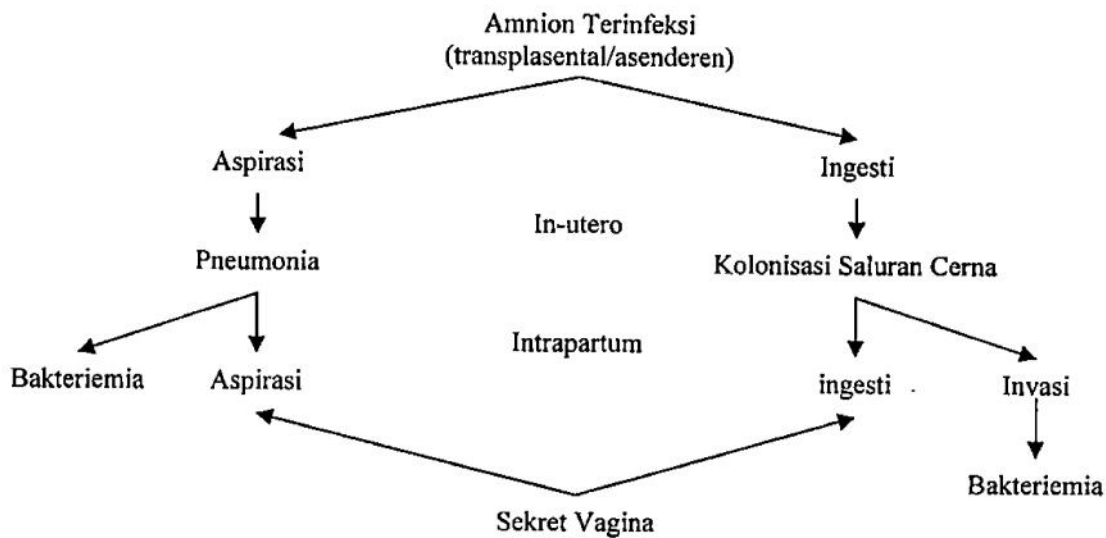 Amnion Terinfeksi
(transplasental/asenderen)
Aspirasi
Ingesti
In-utero
Pneumonia
Kolonisasi Saluran Cerna
Intrapartum
Bakteriemia
Aspirasi
ingesti
Invasi
Bakteriemia
Sekret Vagina